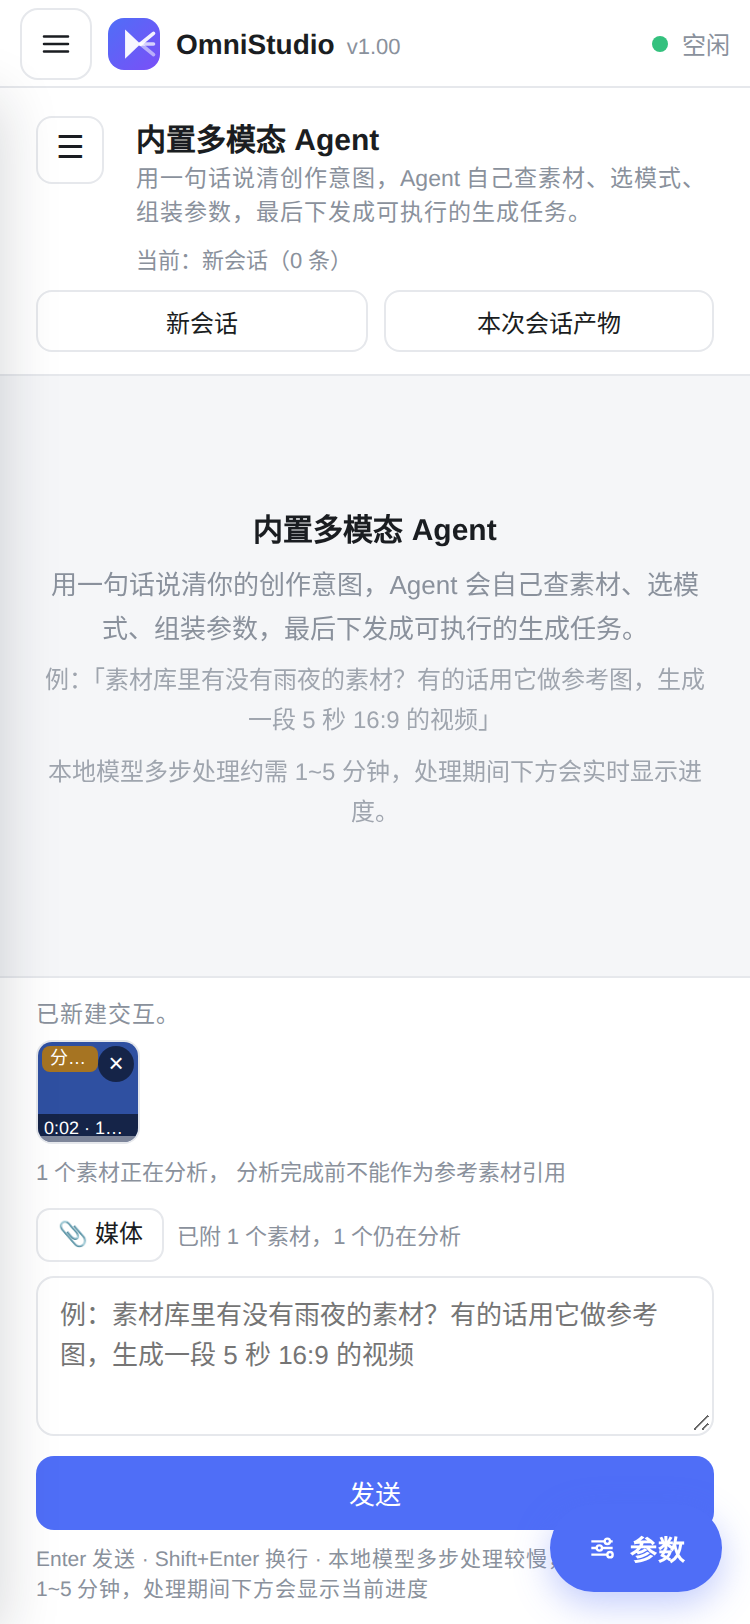 OmniStudio v1.00
空闲
内置多模态 Agent
用一句话说清创作意图，Agent 自己查素材、选模式、
组装参数，最后下发成可执行的生成任务。
当前：新会话（0 条）
新会话
本次会话产物
内置多模态 Agent
用一句话说清你的创作意图，Agent 会自己查素材、选模
式、组装参数，最后下发成可执行的生成任务。
例：「素材库里有没有雨夜的素材？有的话用它做参考图，生成
一段 5 秒 16:9 的视频」
本地模型多步处理约需 1~5 分钟，处理期间下方会实时显示进
度。
已新建交互。
分…
0:02 · 1…
1 个素材正在分析， 分析完成前不能作为参考素材引用
媒体
已附 1 个素材，1 个仍在分析
例：素材库里有没有雨夜的素材？有的话用它做参考
图，生成一段 5 秒 16:9 的视频
发送
Enter 发送 · Shift+Enter 换行 · 本地模型多步处理较慢，
1~5 分钟，处理期间下方会显示当前进度
参数